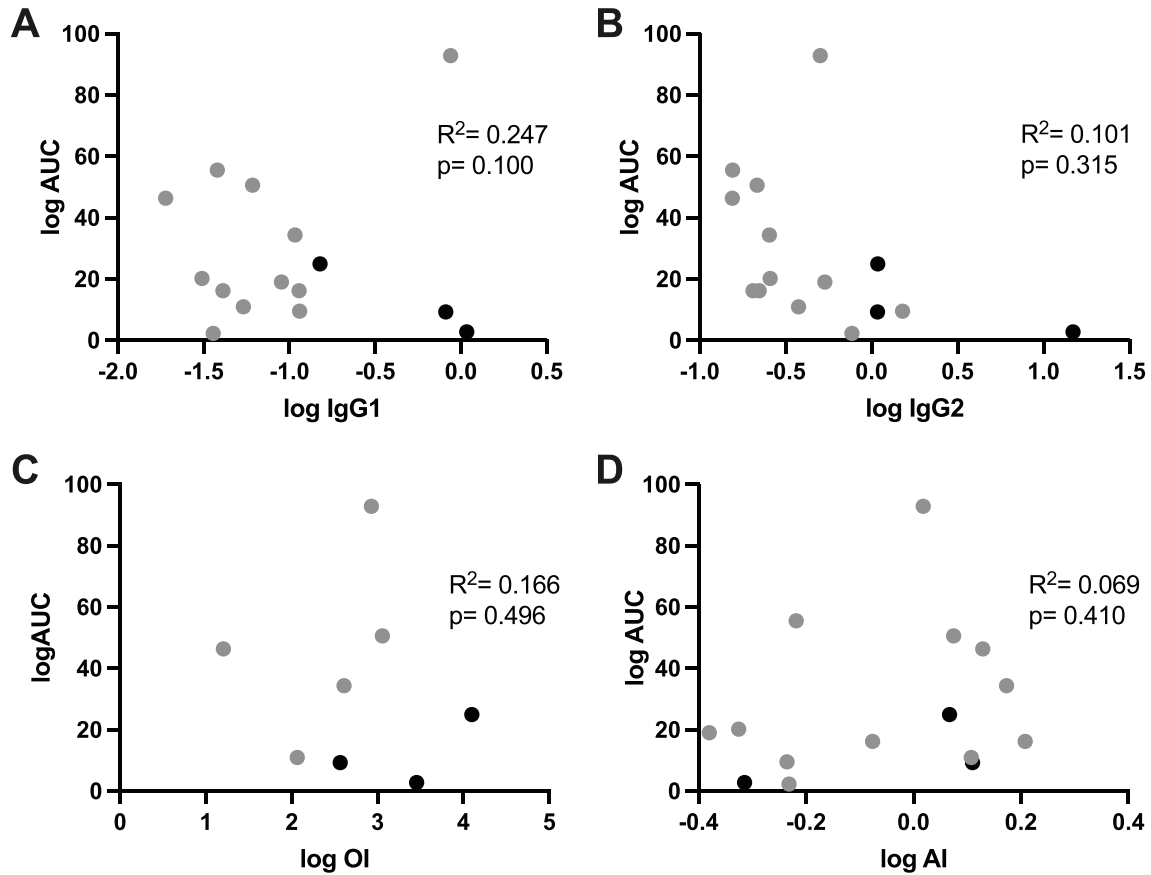 A
100
80
60
40
20
0
log AUC
R²= 0.247
p= 0.100
-2.0 -1.5 -1.0 -0.5 0.0 0.5
log IgG1
B
100
80
60
40
20
0
log AUC
R²= 0.101
p= 0.315
-1.0 -0.5 0.0 0.5 1.0 1.5
log IgG2
C
100
80
60
40
20
0
logAUC
R²= 0.166
p= 0.496
0 1 2 3 4 5
log OI
D
100
80
60
40
20
0
log AUC
R²= 0.069
p= 0.410
-0.4 -0.2 0.0 0.2 0.4
log AI